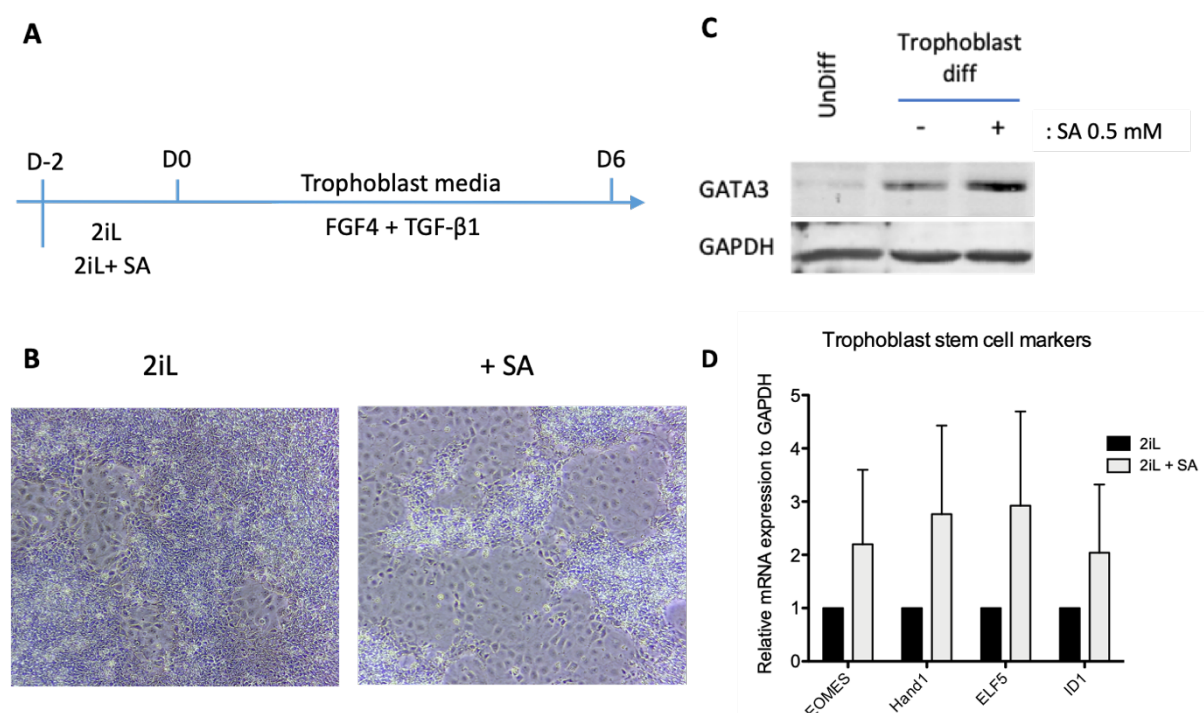 A
D-2
D0
D6
Trophoblast media
FGF4 + TGF-β1
2iL
2iL+ SA
B
2iL
+ SA
C
UnDiff
Trophoblast
diff
- +
: SA 0.5 mM
GATA3
GAPDH
D
Trophoblast stem cell markers
Relative mRNA expression to GAPDH
5
4
3
2
1
0
EOMES
Hand1
ELF5
ID1
2iL
2iL + SA